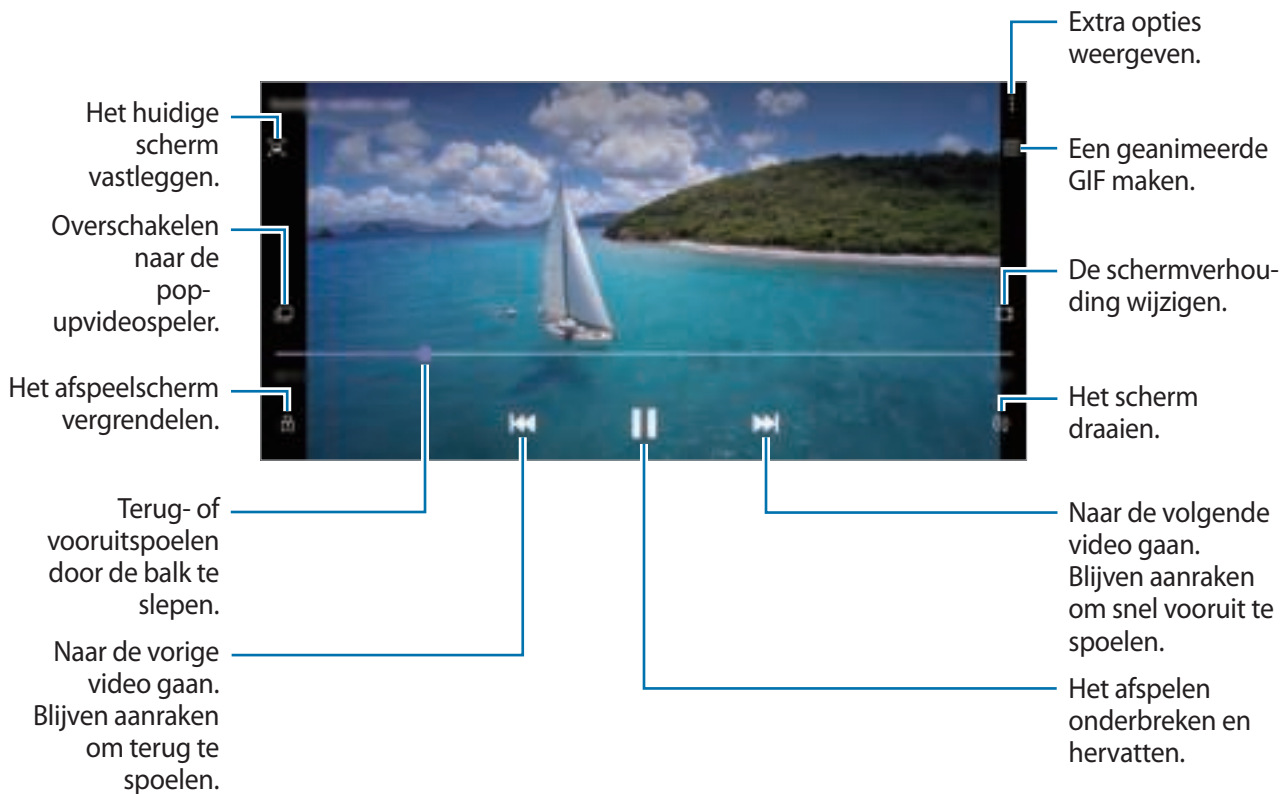 Extra opties
weergeven.
Het huidige
scherm
vastleggen.
Een geanimeerde
GIF maken.
Overschakelen
naar de
pop-
upvideospeler.
De schermverhou-
ding wijzigen.
Het afspeelscherm
vergrendelen.
Het scherm
draaien.
Terug- of
vooruitspoelen
door de balk te
slepen.
Naar de volgende
video gaan.
Blijven aanraken
om snel vooruit te
spoelen.
Naar de vorige
video gaan.
Blijven aanraken
om terug te
spoelen.
Het afspelen
onderbreken en
hervatten.